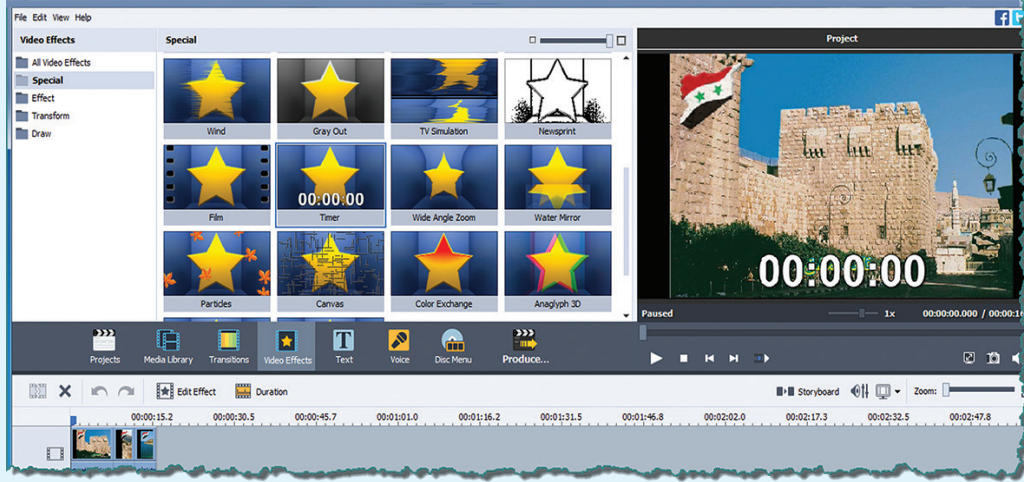 File Edit View Help
Video Effects
All Video Effects
Special
Effect
Transform
Draw
Special
Wind Gray Out TV Simulation Newsprint
00:00:00
Film Timer Wide Angle Zoom Water Mirror
Particles Canvas Color Exchange Anaglyph 3D
Project
00:00:00
Paused 1x 00:00:00.000 / 00:00:16
Projects Media Library Transitions Video Effects Text Voice Disc Menu Produce...
Edit Effect Duration Storyboard Zoom:
00:00:15.2 00:00:30.5 00:00:45.7 00:01:01.0 00:01:16.2 00:01:31.5 00:01:46.8 00:02:02.0 00:02:17.3 00:02:32.5 00:02:47.8